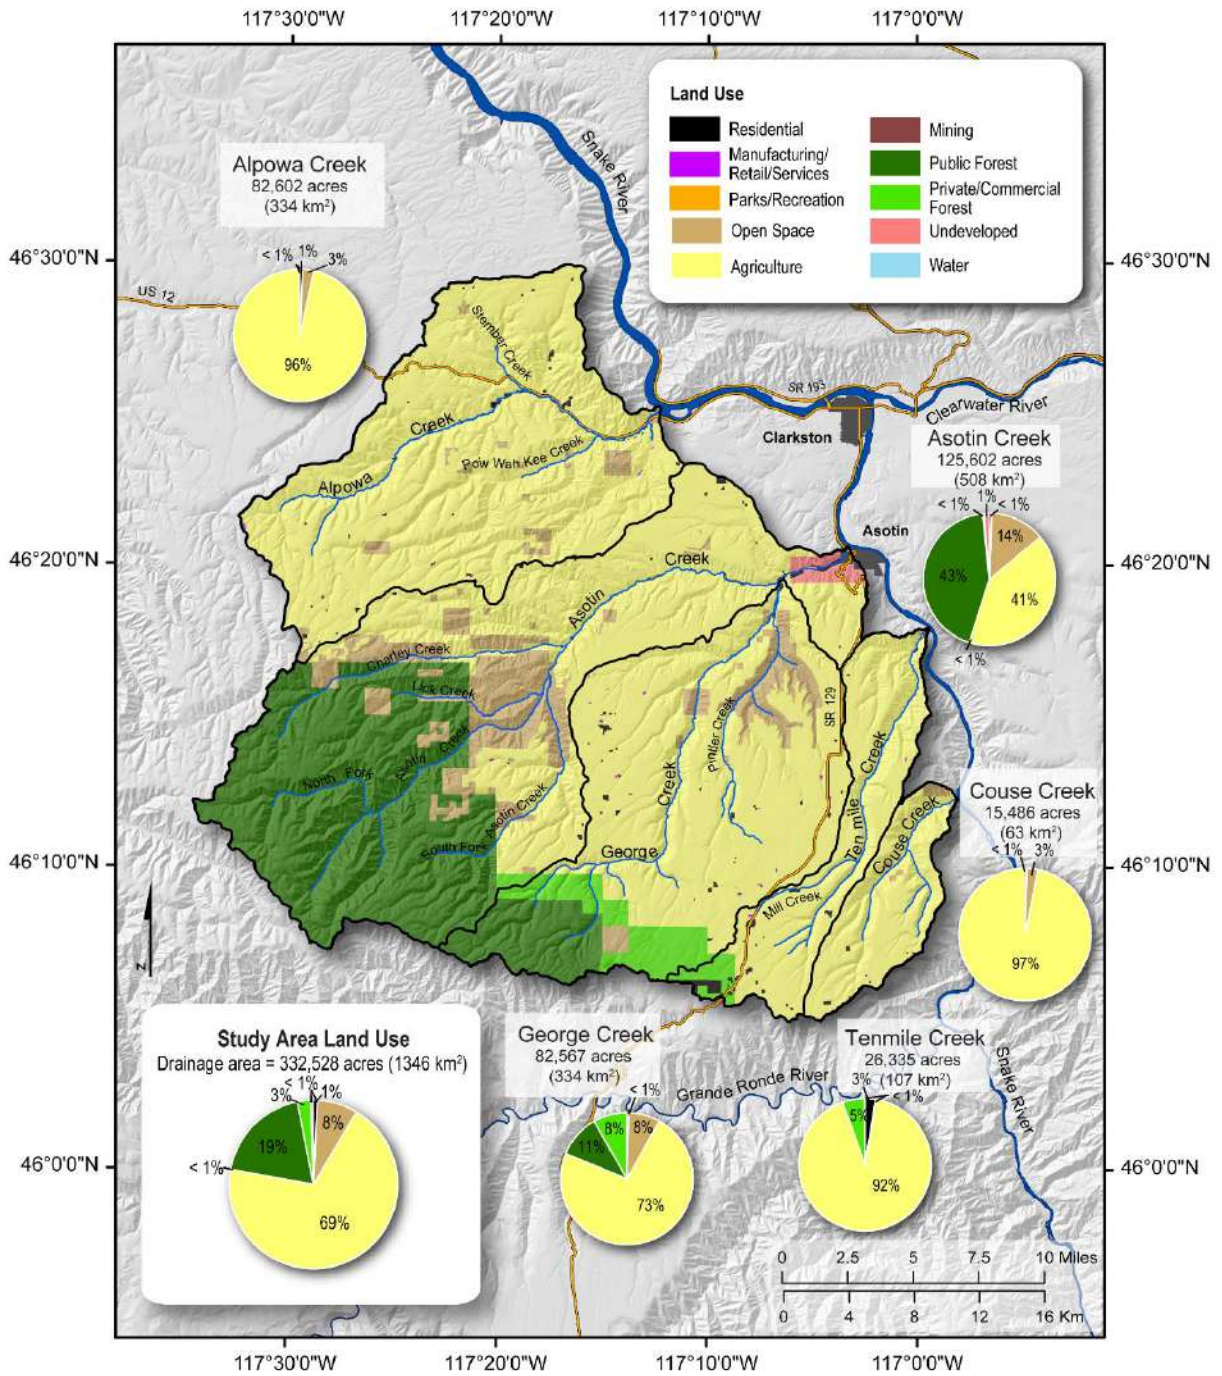 117°30'0"W
117°20'0"W
117°10'0"W
117°0'0"W
Land Use
Residential
Manufacturing/
Retail/Services
Parks/Recreation
Open Space
Agriculture
Mining
Public Forest
Private/Commercial
Forest
Undeveloped
Water
Snake River
Alpowa Creek
82,602 acres
(334 km²)
< 1%
1%
3%
96%
46°30'0"N
46°30'0"N
US 12
Stember Creek
SR 193
Clearwater River
Clarkston
Alpowa
Creek
Pow Wah Kee Creek
Asotin Creek
125,602 acres
(508 km²)
< 1%
1%
< 1%
14%
43%
41%
< 1%
Asotin
46°20'0"N
46°20'0"N
Asotin
Creek
Charley Creek
Lick Creek
North Fork
Asotin Creek
South Fork
Asotin Creek
George
Creek
Pintler Creek
SR 129
Ten mile
Creek
Couse Creek
Mill Creek
Couse Creek
15,486 acres
(63 km²)
< 1%
3%
97%
46°10'0"N
46°10'0"N
N
Study Area Land Use
Drainage area = 332,528 acres (1346 km²)
< 1%
3%
1%
8%
19%
< 1%
69%
George Creek
82,567 acres
(334 km²)
< 1%
8%
8%
11%
73%
Grande Ronde River
Tenmile Creek
26,335 acres
(107 km²)
3%
< 1%
5%
92%
Snake River
46°0'0"N
46°0'0"N
0 2.5 5 7.5 10 Miles
0 4 8 12 16 Km
117°30'0"W
117°20'0"W
117°10'0"W
117°0'0"W